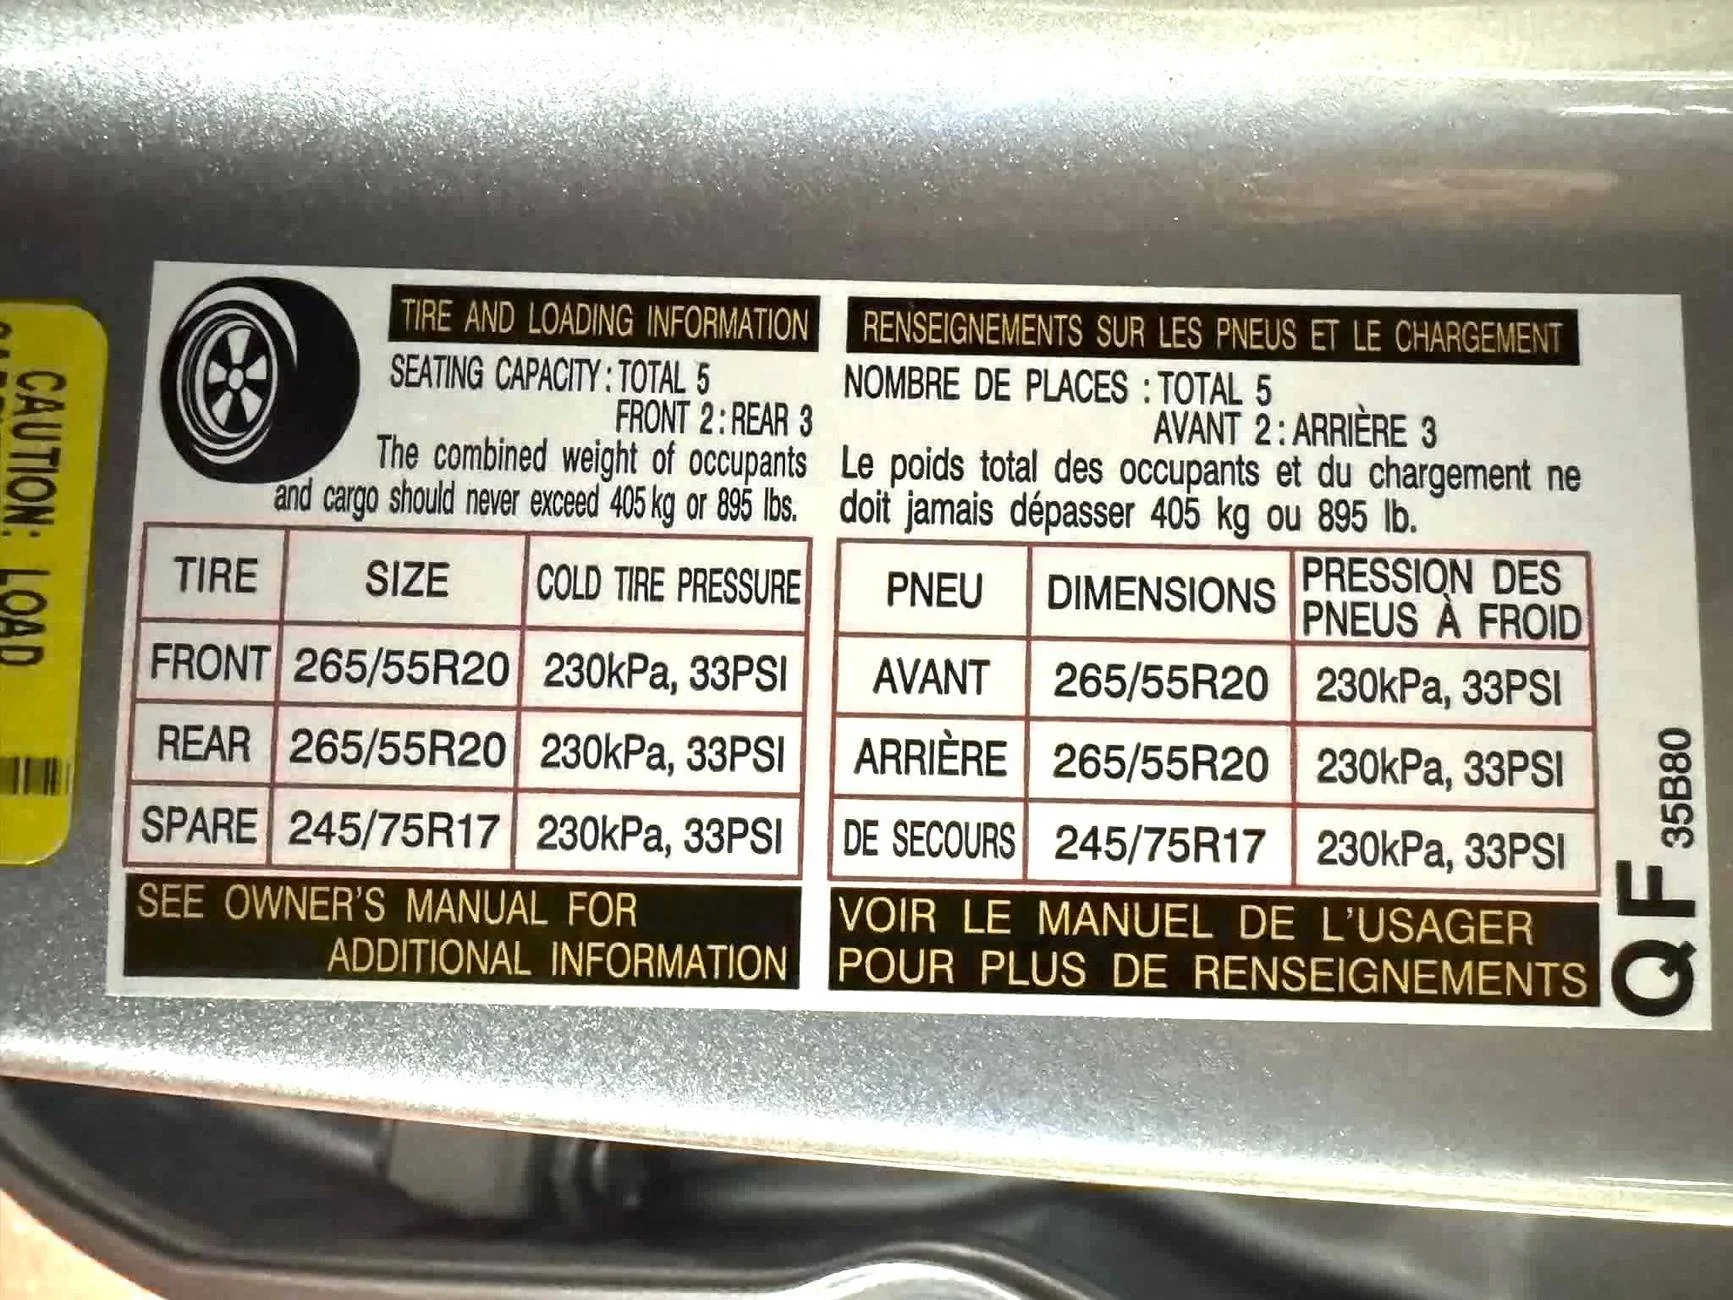 TIRE AND LOADING INFORMATION
SEATING CAPACITY: TOTAL 5
FRONT 2: REAR 3
The combined weight of occupants
and cargo should never exceed 405 kg or 895 lbs.
TIRE SIZE COLD TIRE PRESSURE
FRONT 265/55R20 230kPa, 33PSI
REAR 265/55R20 230kPa, 33PSI
SPARE 245/75R17 230kPa, 33PSI
SEE OWNER'S MANUAL FOR
ADDITIONAL INFORMATION
RENSEIGNEMENTS SUR LES PNEUS ET LE CHARGEMENT
NOMBRE DE PLACES : TOTAL 5
AVANT 2: ARRIÈRE 3
Le poids total des occupants et du chargement ne
doit jamais dépasser 405 kg ou 895 lb.
PNEU DIMENSIONS PRESSION DES
PNEUS À FROID
AVANT 265/55R20 230kPa, 33PSI
ARRIÈRE 265/55R20 230kPa, 33PSI
DE SECOURS 245/75R17 230kPa, 33PSI
VOIR LE MANUEL DE L'USAGER
POUR PLUS DE RENSEIGNEMENTS
QF 35B80
CAUTION: LOAD